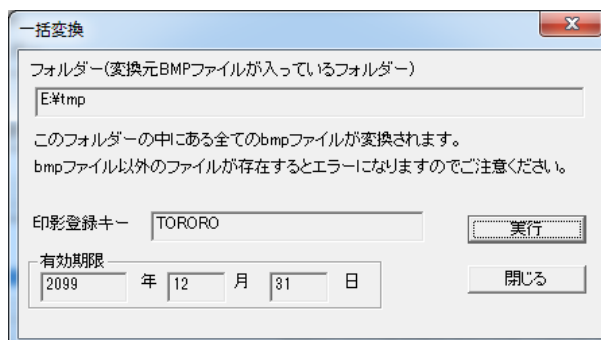 一括変換
フォルダー(変換元BMPファイルが入っているフォルダー)
E:¥tmp
このフォルダーの中にある全てのbmpファイルが変換されます。
bmpファイル以外のファイルが存在するとエラーになりますのでご注意ください。
印影登録キー TORORO 実行
有効期限
2099 年 12 月 31 日 閉じる